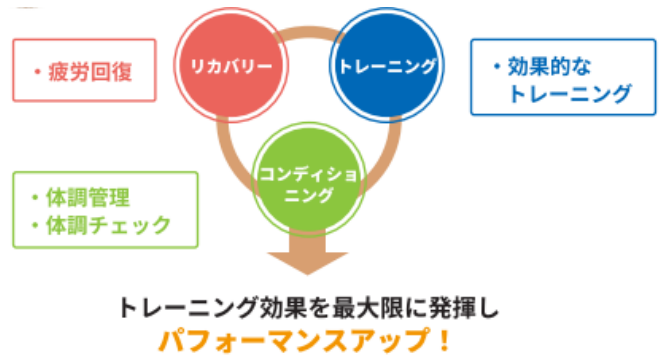 ・疲労回復
リカバリー
トレーニング
・効果的な
トレーニング
コンディショ
ニング
・体調管理
・体調チェック
トレーニング効果を最大限に発揮し
パフォーマンスアップ！